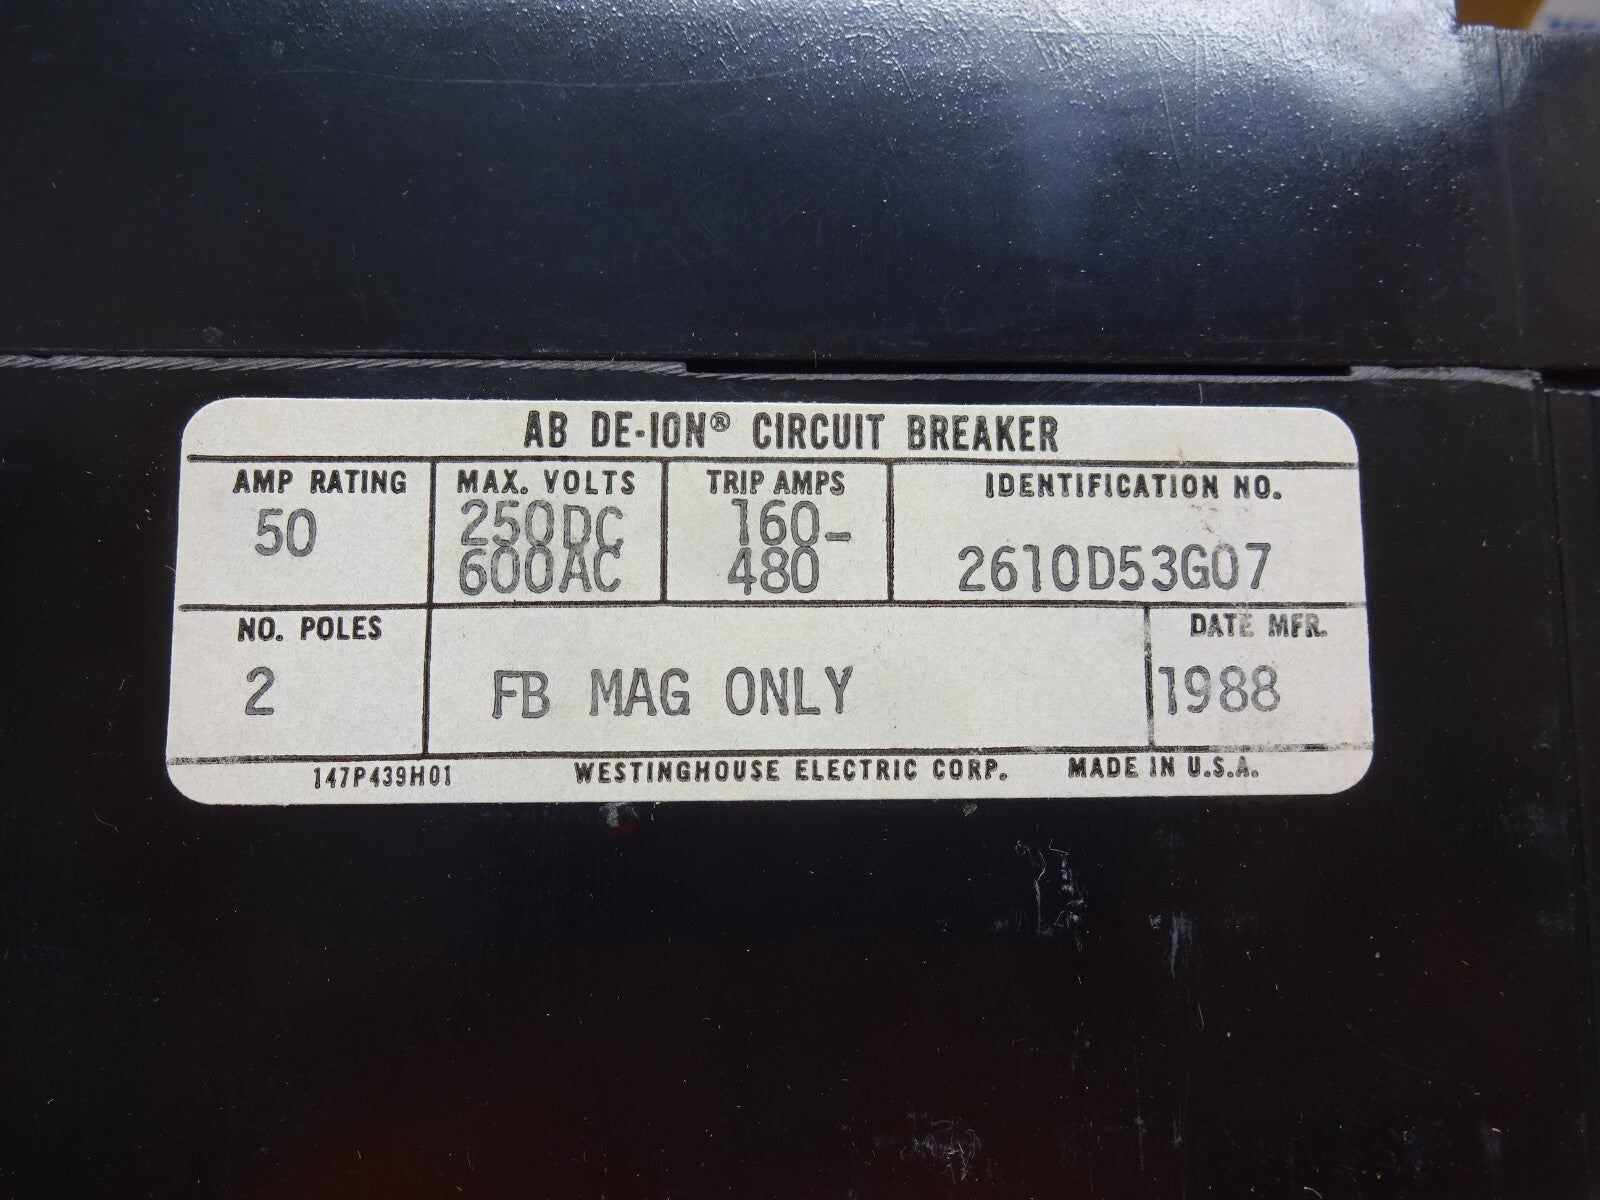 AB DE-ION® CIRCUIT BREAKER
AMP RATING MAX. VOLTS TRIP AMPS IDENTIFICATION NO.
50 250DC 160-
600AC 480 2610D53G07
NO. POLES DATE MFR.
2 FB MAG ONLY 1988
147P439H01 WESTINGHOUSE ELECTRIC CORP. MADE IN U.S.A.